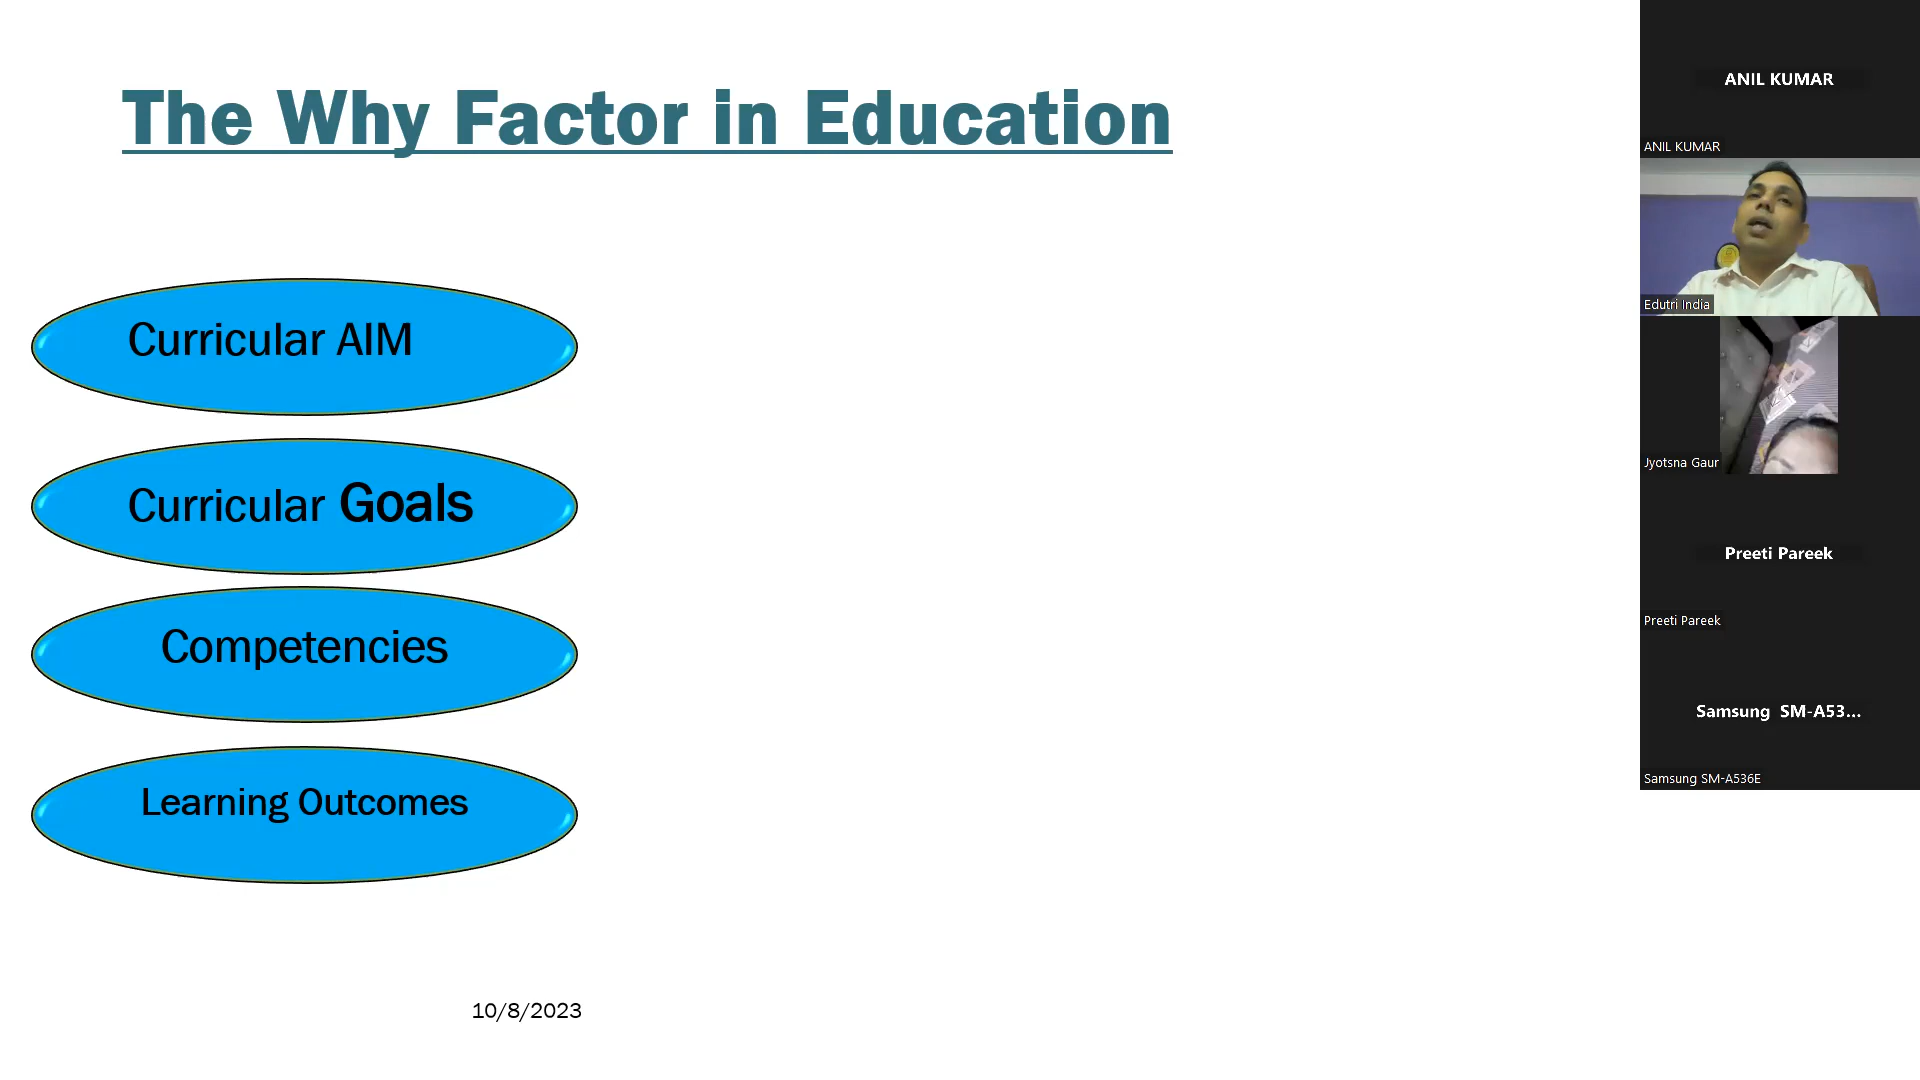 The Why Factor in Education
Curricular AIM
Curricular Goals
Competencies
Learning Outcomes
10/8/2023
ANIL KUMAR
ANIL KUMAR
Edutri India
Jyotsna Gaur
Preeti Pareek
Preeti Pareek
Samsung SM-A53...
Samsung SM-A536E